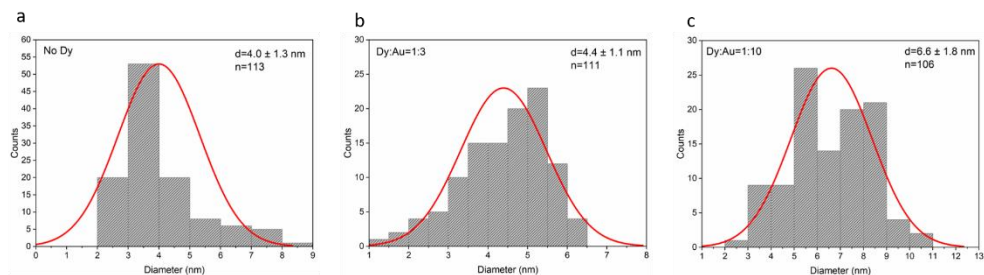 a
No Dy
d=4.0 ± 1.3 nm
n=113
60
55
50
45
40
35
30
25
20
15
10
5
0
Counts
0 1 2 3 4 5 6 7 8 9
Diameter (nm)
b
Dy:Au=1:3
d=4.4 ± 1.1 nm
n=111
30
25
20
15
10
5
0
Counts
1 2 3 4 5 6 7 8
Diameter (nm)
c
Dy:Au=1:10
d=6.6 ± 1.8 nm
n=106
30
25
20
15
10
5
0
Counts
1 2 3 4 5 6 7 8 9 10 11 12 13
Diameter (nm)